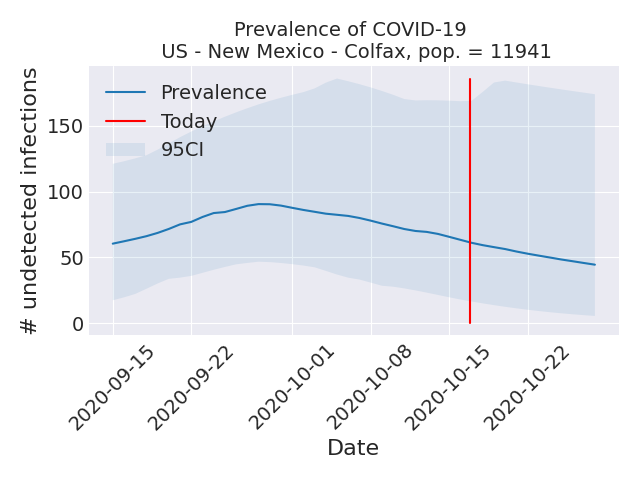 Prevalence of COVID-19
US - New Mexico - Colfax, pop. = 11941
# undetected infections
150
100
50
0
Prevalence
Today
95CI
2020-09-15
2020-09-22
2020-10-01
2020-10-08
2020-10-15
2020-10-22
Date